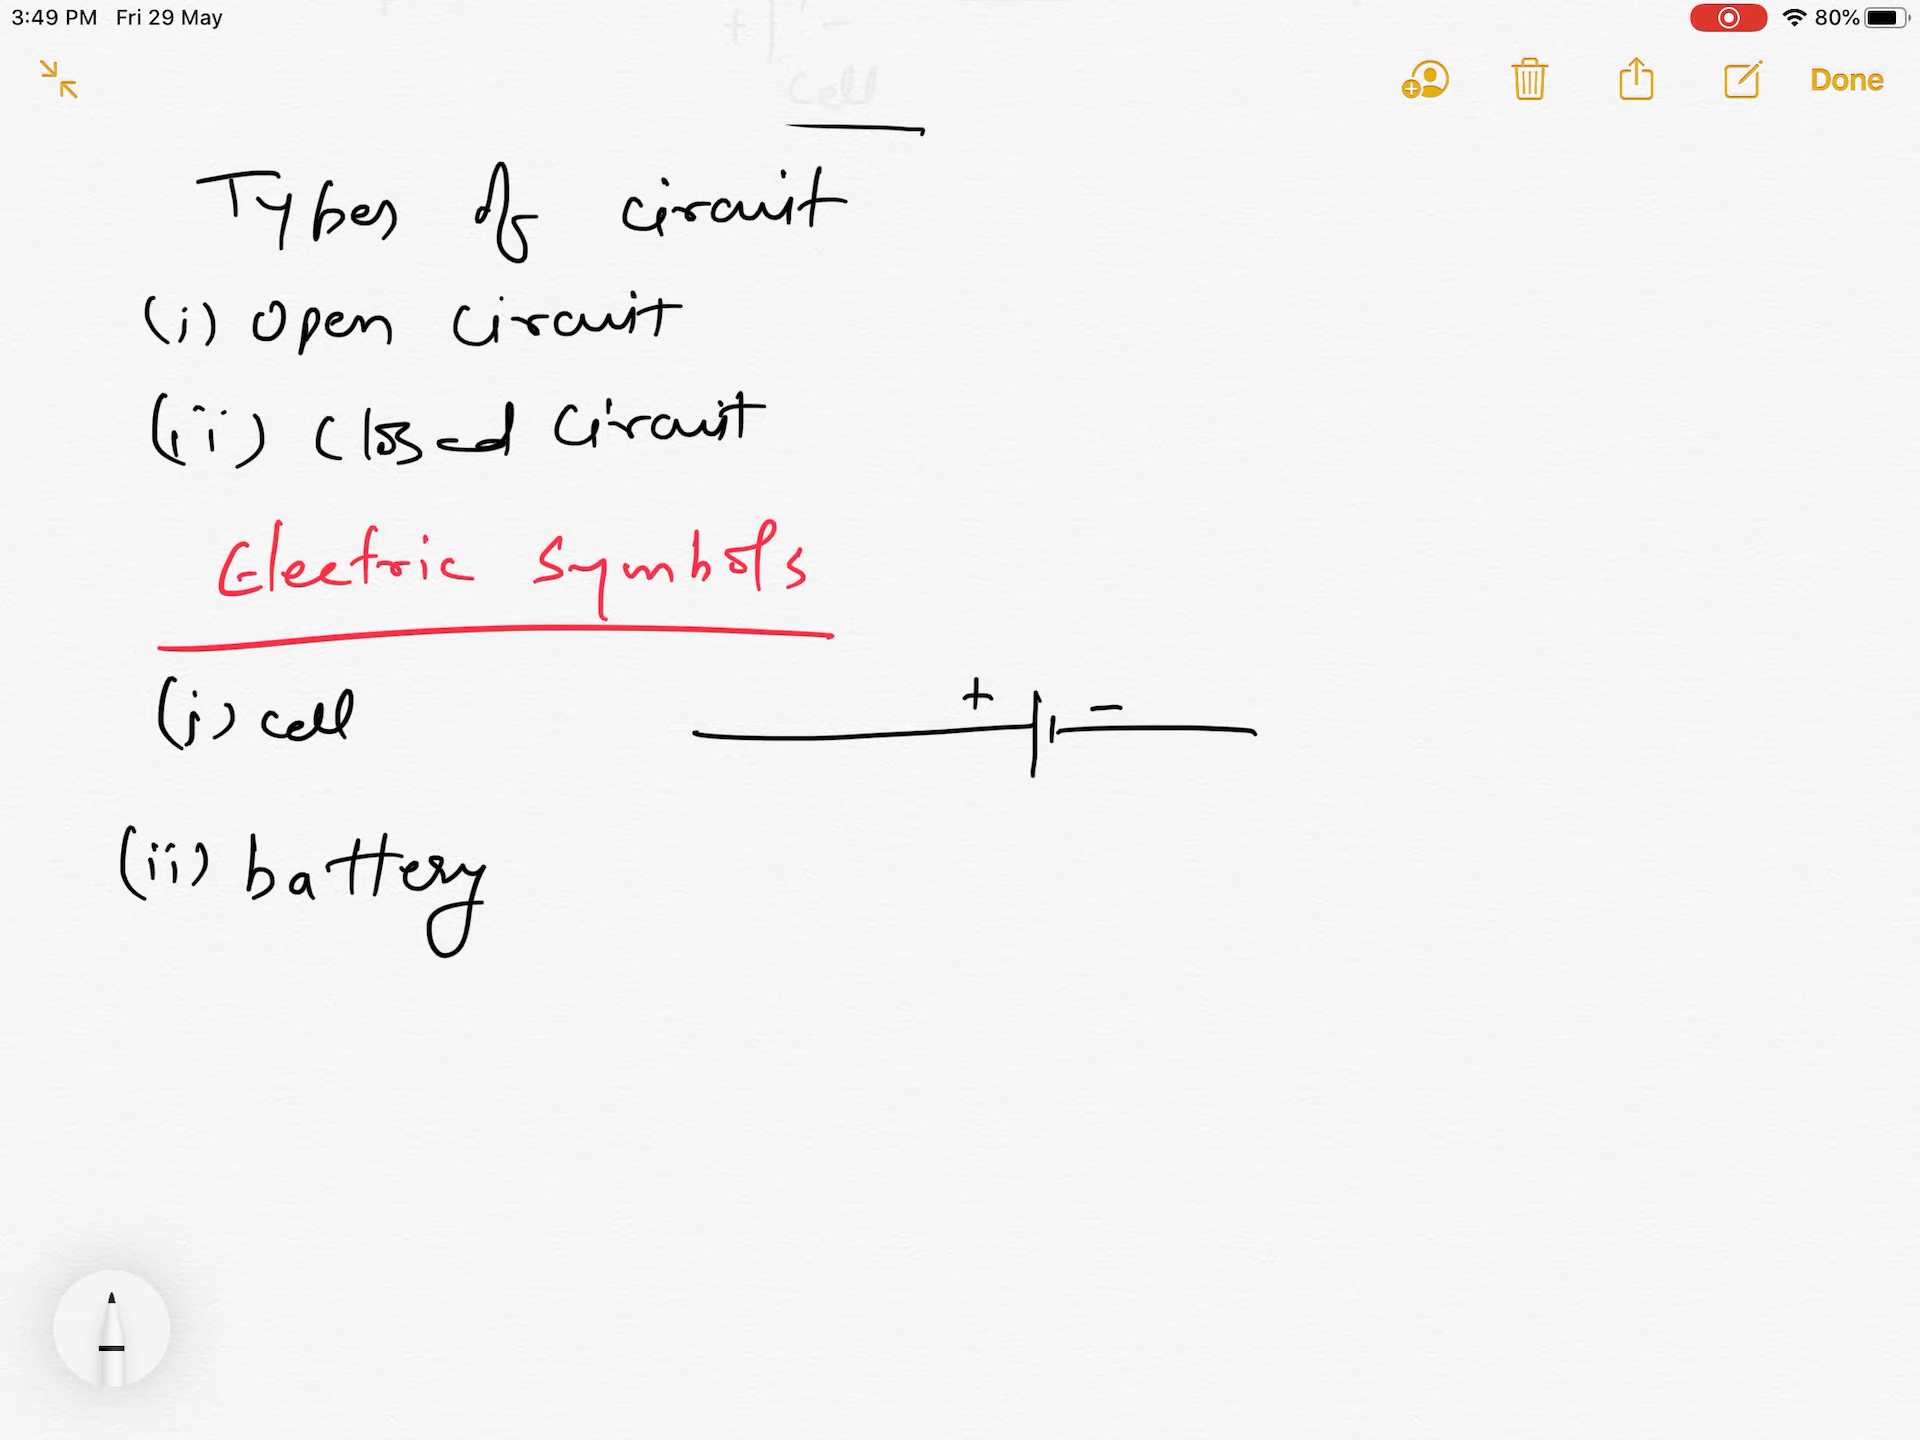 3:49 PM Fri 29 May 80%
+ -
Cell
Done
Types of circuit
(i) Open circuit
(ii) Closed Circuit
Electric Symbols
(i) cell + -
(ii) battery